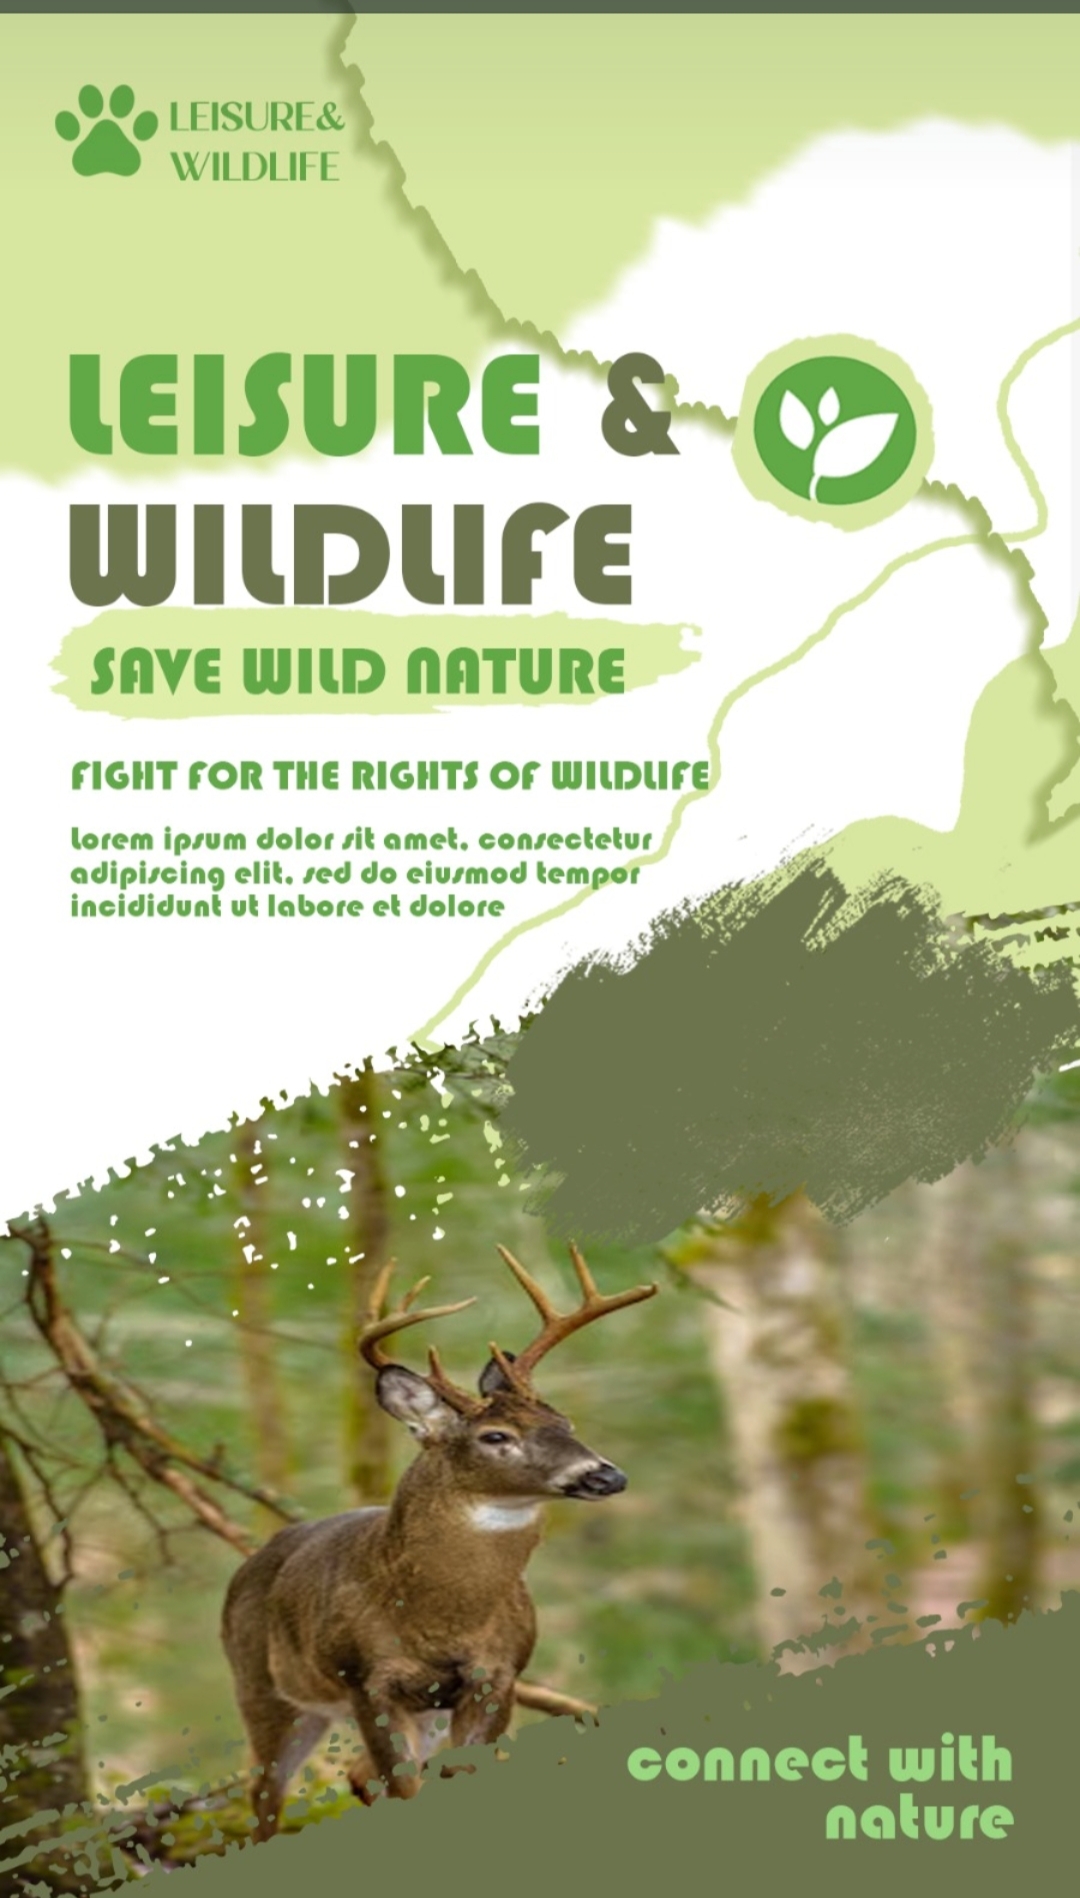 LEISURE&
WILDLIFE
LEISURE &
WILDLIFE
SAVE WILD NATURE
FIGHT FOR THE RIGHTS OF WILDLIFE
Lorem ipsum dolor sit amet, consectetur
adipiscing elit, sed do eiusmod tempor
incididunt ut labore et dolore
connect with
nature